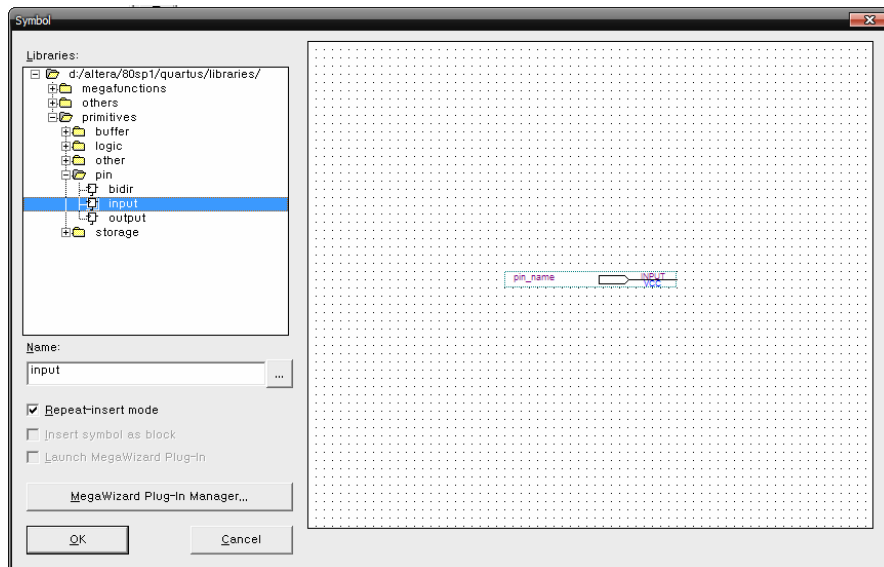 Symbol
Libraries:
d:/altera/80sp1/quartus/libraries/
megafunctions
others
primitives
buffer
logic
other
pin
bidir
input
output
storage
Name:
input
...
Repeat-insert mode
Insert symbol as block
Launch MegaWizard Plug-In
MegaWizard Plug-In Manager...
OK
Cancel
pin_name
INPUT
VCC